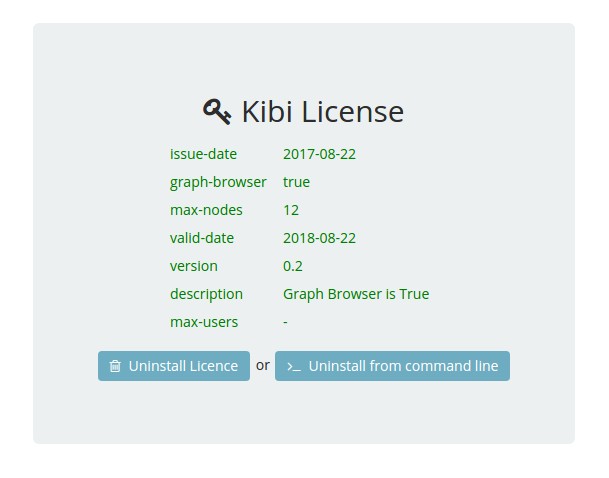 Kibi License
issue-date 2017-08-22
graph-browser true
max-nodes 12
valid-date 2018-08-22
version 0.2
description Graph Browser is True
max-users -
Uninstall Licence or >_ Uninstall from command line